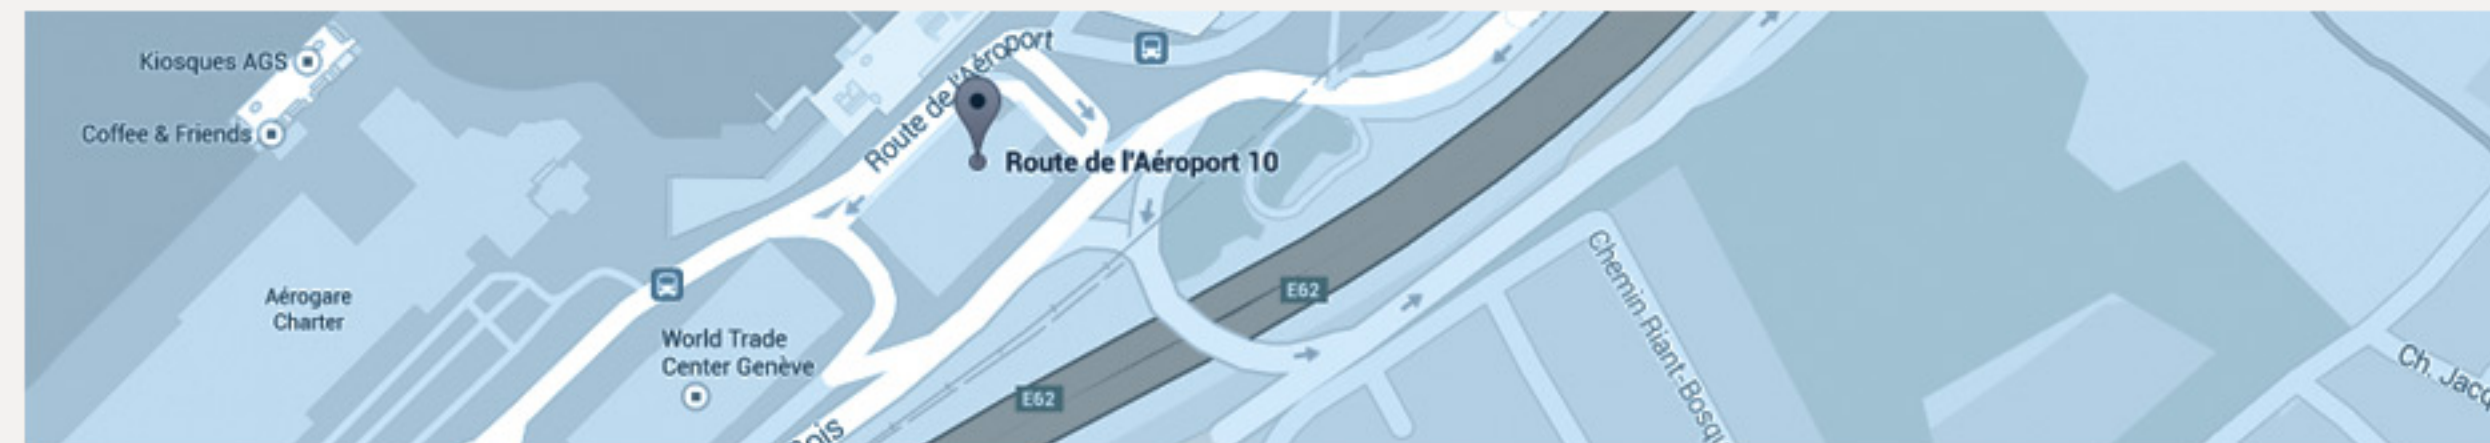 Kiosques AGS
Coffee & Friends
Route de l'Aéroport
Route de l'Aéroport 10
Aérogare
Charter
World Trade
Center Genève
E62
E62
Chemin Riant-Bosqu
Ch. Jacq